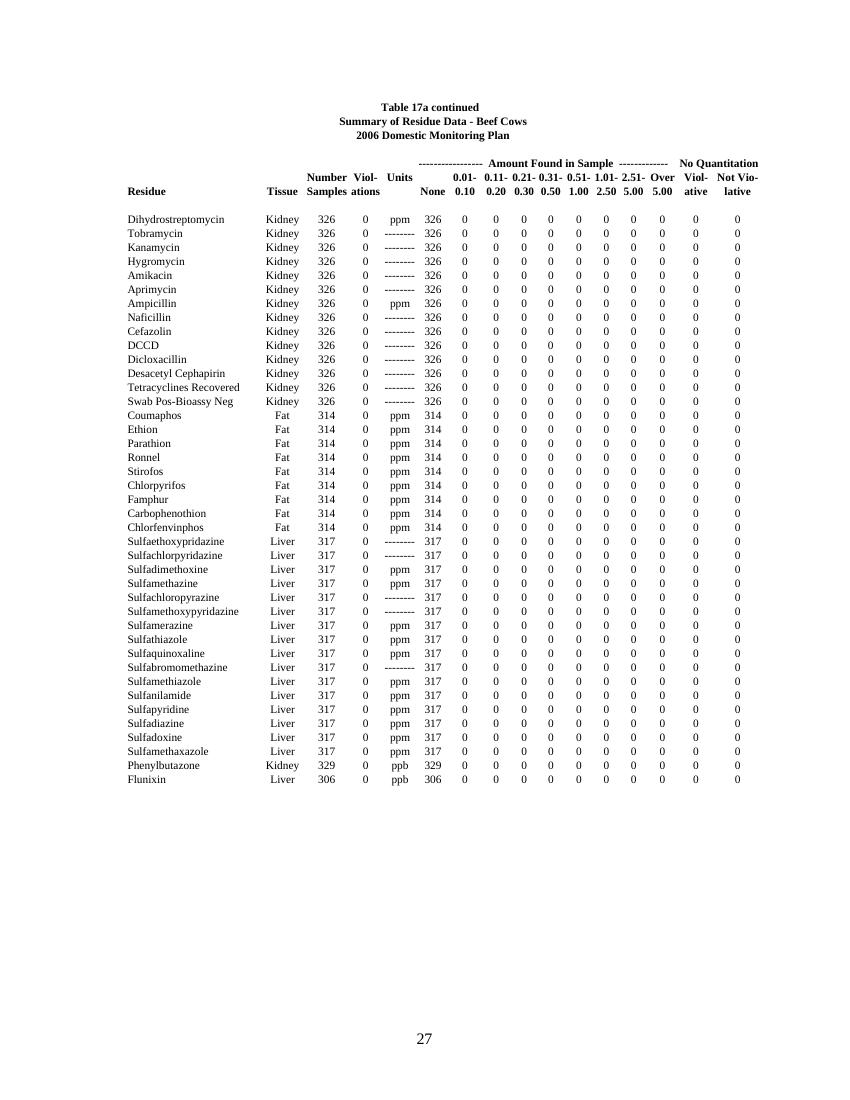 Table 17a continued
Summary of Residue Data - Beef Cows
2006 Domestic Monitoring Plan
----------------- Amount Found in Sample ------------- No Quantitation
Number Viol- Units 0.01- 0.11- 0.21- 0.31- 0.51- 1.01- 2.51- Over Viol- Not Vio-
Residue Tissue Samples ations None 0.10 0.20 0.30 0.50 1.00 2.50 5.00 5.00 ative lative
Dihydrostreptomycin Kidney 326 0 ppm 326 0 0 0 0 0 0 0 0 0 0
Tobramycin Kidney 326 0 -------- 326 0 0 0 0 0 0 0 0 0 0
Kanamycin Kidney 326 0 -------- 326 0 0 0 0 0 0 0 0 0 0
Hygromycin Kidney 326 0 -------- 326 0 0 0 0 0 0 0 0 0 0
Amikacin Kidney 326 0 -------- 326 0 0 0 0 0 0 0 0 0 0
Aprimycin Kidney 326 0 -------- 326 0 0 0 0 0 0 0 0 0 0
Ampicillin Kidney 326 0 ppm 326 0 0 0 0 0 0 0 0 0 0
Naficillin Kidney 326 0 -------- 326 0 0 0 0 0 0 0 0 0 0
Cefazolin Kidney 326 0 -------- 326 0 0 0 0 0 0 0 0 0 0
DCCD Kidney 326 0 -------- 326 0 0 0 0 0 0 0 0 0 0
Dicloxacillin Kidney 326 0 -------- 326 0 0 0 0 0 0 0 0 0 0
Desacetyl Cephapirin Kidney 326 0 -------- 326 0 0 0 0 0 0 0 0 0 0
Tetracyclines Recovered Kidney 326 0 -------- 326 0 0 0 0 0 0 0 0 0 0
Swab Pos-Bioassy Neg Kidney 326 0 -------- 326 0 0 0 0 0 0 0 0 0 0
Coumaphos Fat 314 0 ppm 314 0 0 0 0 0 0 0 0 0 0
Ethion Fat 314 0 ppm 314 0 0 0 0 0 0 0 0 0 0
Parathion Fat 314 0 ppm 314 0 0 0 0 0 0 0 0 0 0
Ronnel Fat 314 0 ppm 314 0 0 0 0 0 0 0 0 0 0
Stirofos Fat 314 0 ppm 314 0 0 0 0 0 0 0 0 0 0
Chlorpyrifos Fat 314 0 ppm 314 0 0 0 0 0 0 0 0 0 0
Famphur Fat 314 0 ppm 314 0 0 0 0 0 0 0 0 0 0
Carbophenothion Fat 314 0 ppm 314 0 0 0 0 0 0 0 0 0 0
Chlorfenvinphos Fat 314 0 ppm 314 0 0 0 0 0 0 0 0 0 0
Sulfaethoxypridazine Liver 317 0 -------- 317 0 0 0 0 0 0 0 0 0 0
Sulfachlorpyridazine Liver 317 0 -------- 317 0 0 0 0 0 0 0 0 0 0
Sulfadimethoxine Liver 317 0 ppm 317 0 0 0 0 0 0 0 0 0 0
Sulfamethazine Liver 317 0 ppm 317 0 0 0 0 0 0 0 0 0 0
Sulfachloropyrazine Liver 317 0 -------- 317 0 0 0 0 0 0 0 0 0 0
Sulfamethoxypyridazine Liver 317 0 -------- 317 0 0 0 0 0 0 0 0 0 0
Sulfamerazine Liver 317 0 ppm 317 0 0 0 0 0 0 0 0 0 0
Sulfathiazole Liver 317 0 ppm 317 0 0 0 0 0 0 0 0 0 0
Sulfaquinoxaline Liver 317 0 ppm 317 0 0 0 0 0 0 0 0 0 0
Sulfabromomethazine Liver 317 0 -------- 317 0 0 0 0 0 0 0 0 0 0
Sulfamethiazole Liver 317 0 ppm 317 0 0 0 0 0 0 0 0 0 0
Sulfanilamide Liver 317 0 ppm 317 0 0 0 0 0 0 0 0 0 0
Sulfapyridine Liver 317 0 ppm 317 0 0 0 0 0 0 0 0 0 0
Sulfadiazine Liver 317 0 ppm 317 0 0 0 0 0 0 0 0 0 0
Sulfadoxine Liver 317 0 ppm 317 0 0 0 0 0 0 0 0 0 0
Sulfamethaxazole Liver 317 0 ppm 317 0 0 0 0 0 0 0 0 0 0
Phenylbutazone Kidney 329 0 ppb 329 0 0 0 0 0 0 0 0 0 0
Flunixin Liver 306 0 ppb 306 0 0 0 0 0 0 0 0 0 0
27